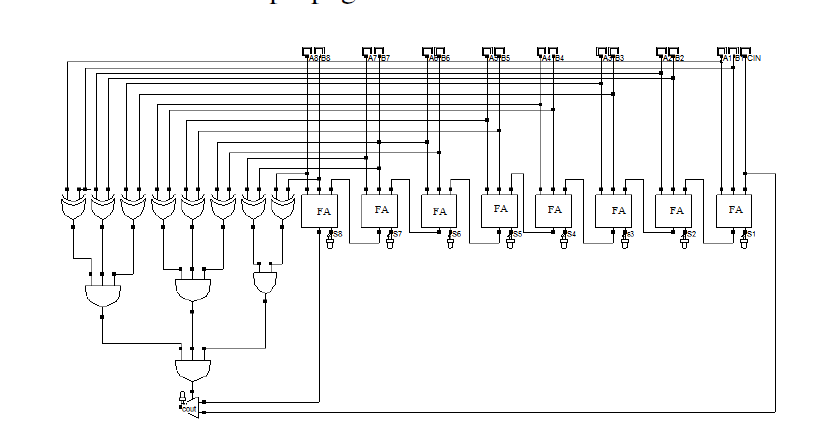 A8 B8 A7 B7 A6 B6 A5 B5 A4 B4 A3 B3 A2 B2 A1 B1 CIN
FA FA FA FA FA FA FA FA
S8 S7 S6 S5 S4 s3 S2 S1
cout